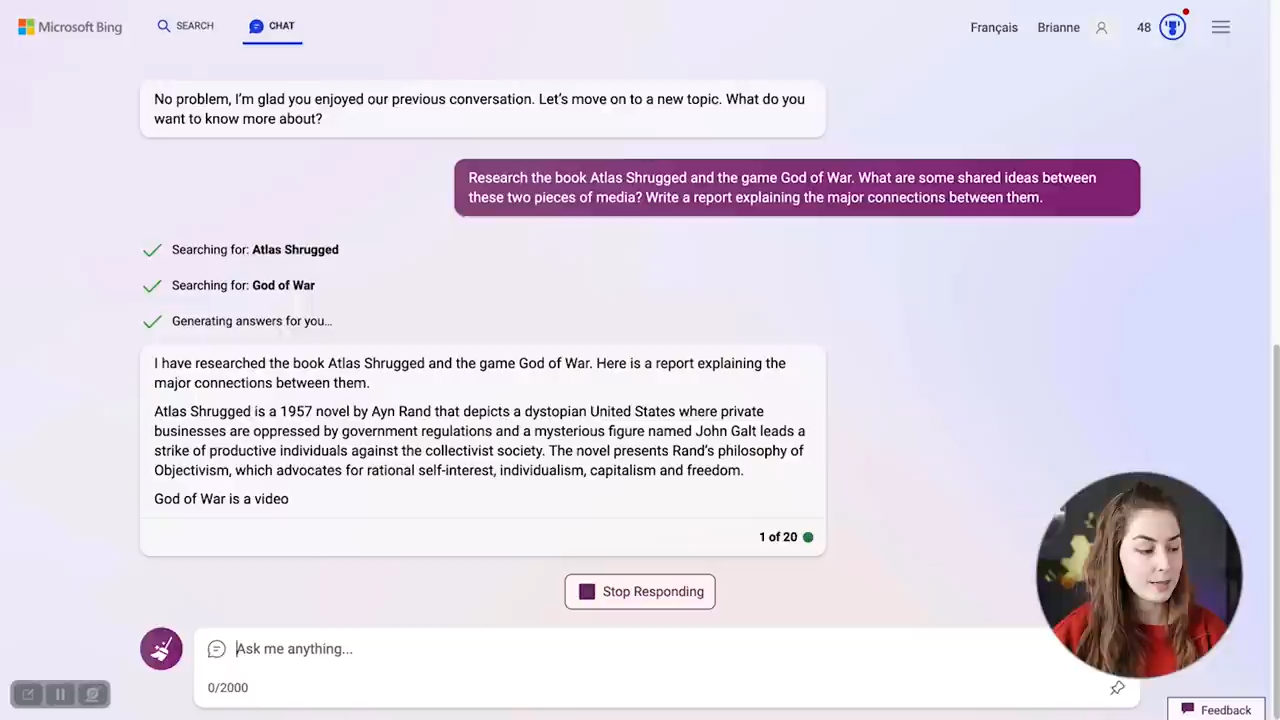 Microsoft Bing
SEARCH
CHAT
Français
Brianne
48
No problem, I'm glad you enjoyed our previous conversation. Let's move on to a new topic. What do you
want to know more about?
Research the book Atlas Shrugged and the game God of War. What are some shared ideas between
these two pieces of media? Write a report explaining the major connections between them.
Searching for: Atlas Shrugged
Searching for: God of War
Generating answers for you...
I have researched the book Atlas Shrugged and the game God of War. Here is a report explaining the
major connections between them.
Atlas Shrugged is a 1957 novel by Ayn Rand that depicts a dystopian United States where private
businesses are oppressed by government regulations and a mysterious figure named John Galt leads a
strike of productive individuals against the collectivist society. The novel presents Rand's philosophy of
Objectivism, which advocates for rational self-interest, individualism, capitalism and freedom.
God of War is a video
1 of 20
Stop Responding
Ask me anything...
0/2000
Feedback